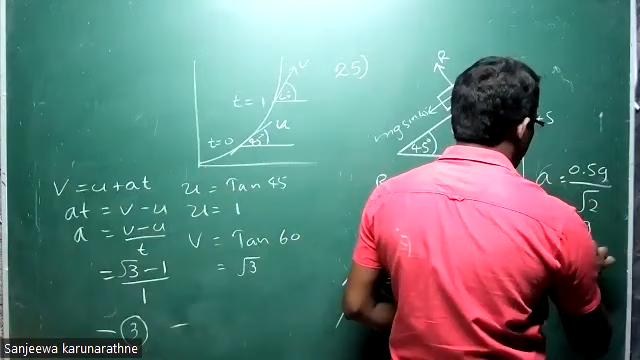 25)
R
v
t = 1
60°
u
t=0
45°
mg sin 45
45°
V = u + at
u = Tan 45
at = v - u
u = 1
a = v - u / t
V = Tan 60
= √3 - 1 / 1
= √3
- 3 -
a = 0.5g / √2
Sanjeewa karunarathne